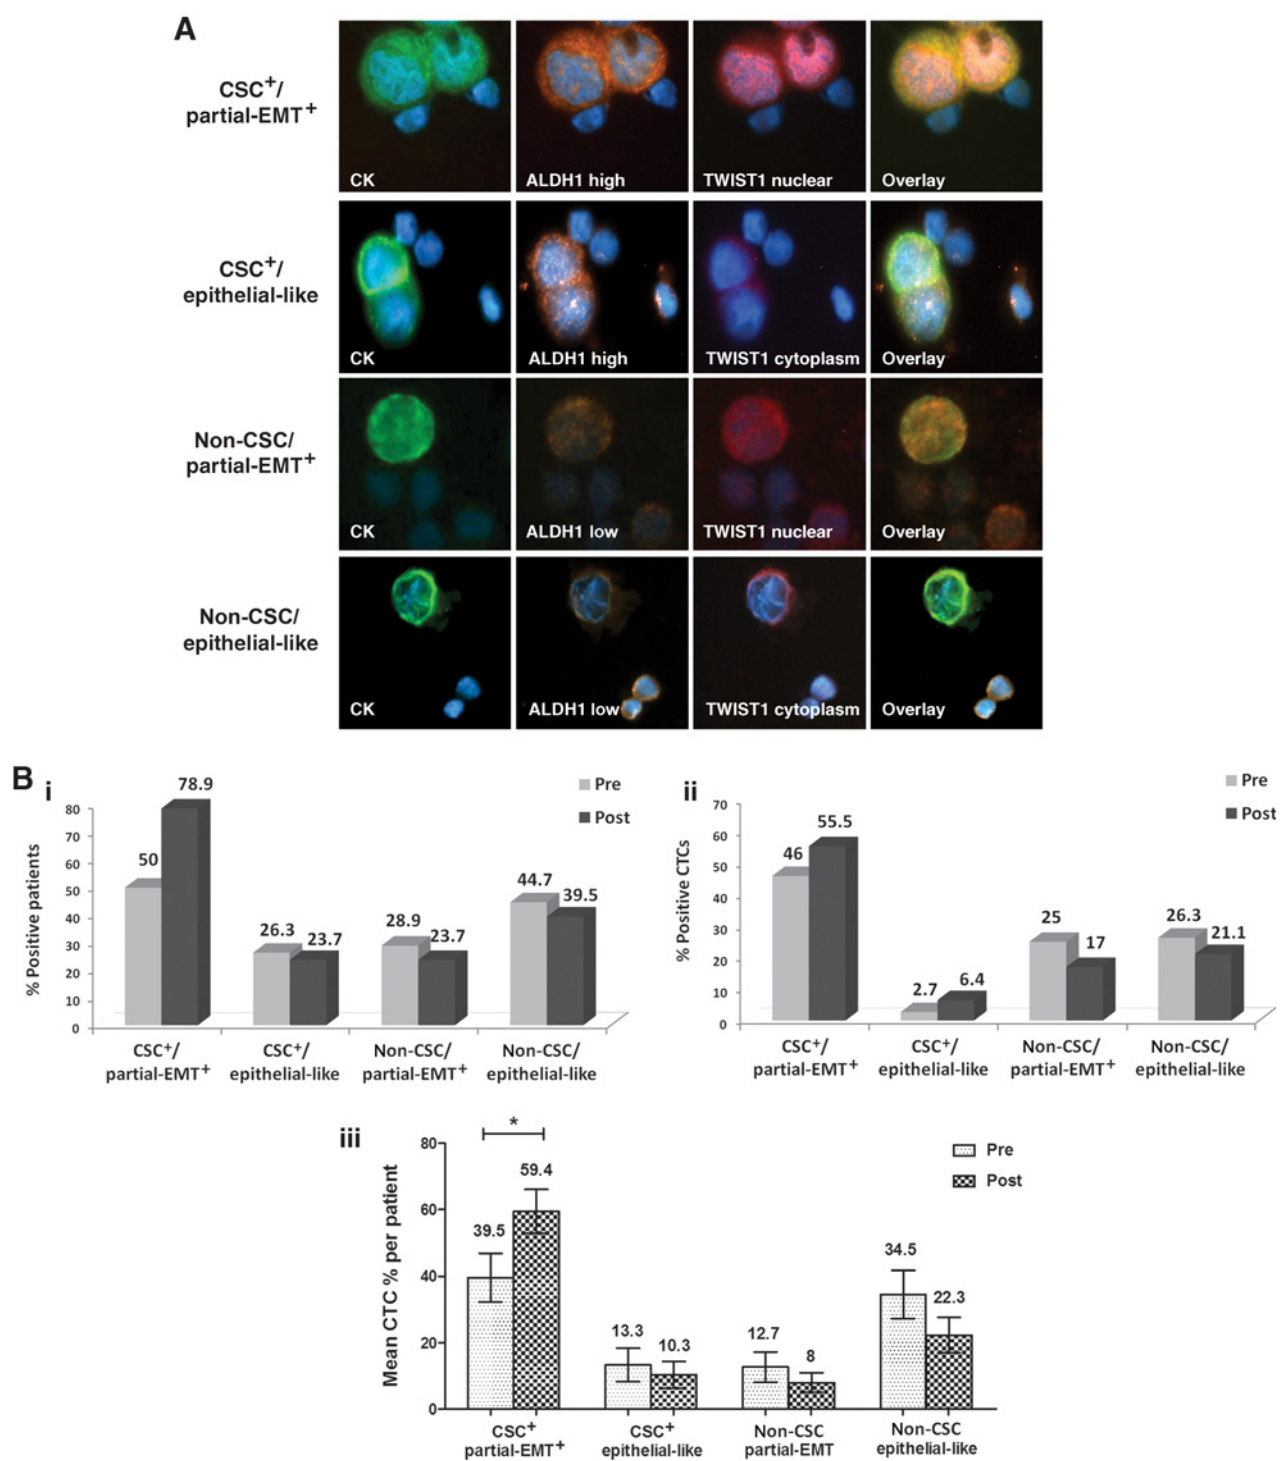 A
CSC+/
partial-EMT+
CK
ALDH1 high
TWIST1 nuclear
Overlay
CSC+/
epithelial-like
CK
ALDH1 high
TWIST1 cytoplasm
Overlay
Non-CSC/
partial-EMT+
CK
ALDH1 low
TWIST1 nuclear
Overlay
Non-CSC/
epithelial-like
CK
ALDH1 low
TWIST1 cytoplasm
Overlay
B
i
% Positive patients
80
70
60
50
40
30
20
10
0
50
78.9
26.3
23.7
28.9
23.7
44.7
39.5
Pre
Post
CSC+/
partial-EMT+
CSC+/
epithelial-like
Non-CSC/
partial-EMT+
Non-CSC/
epithelial-like
ii
% Positive CTCs
70
60
50
40
30
20
10
0
46
55.5
2.7
6.4
25
17
26.3
21.1
Pre
Post
CSC+/
partial-EMT+
CSC+/
epithelial-like
Non-CSC/
partial-EMT+
Non-CSC/
epithelial-like
iii
Mean CTC % per patient
80
60
40
20
0
*
39.5
59.4
13.3
10.3
12.7
8
34.5
22.3
Pre
Post
CSC+
partial-EMT+
CSC+
epithelial-like
Non-CSC
partial-EMT
Non-CSC
epithelial-like